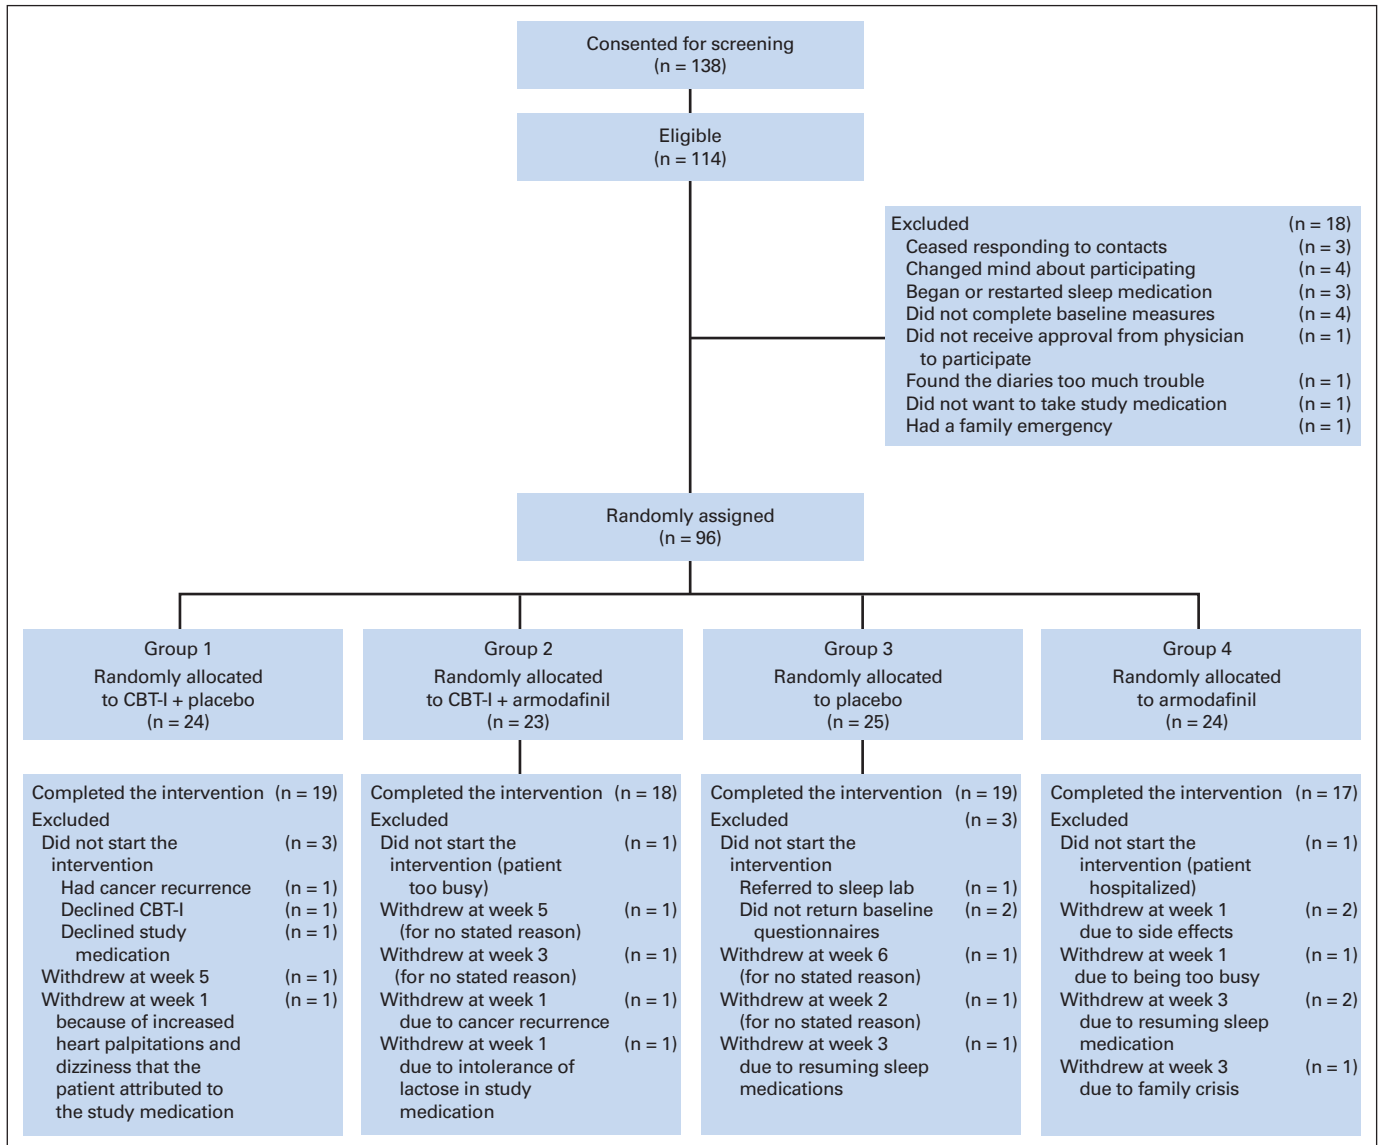 Consented for screening
(n = 138)
Eligible
(n = 114)
Excluded (n = 18)
Ceased responding to contacts (n = 3)
Changed mind about participating (n = 4)
Began or restarted sleep medication (n = 3)
Did not complete baseline measures (n = 4)
Did not receive approval from physician (n = 1)
to participate
Found the diaries too much trouble (n = 1)
Did not want to take study medication (n = 1)
Had a family emergency (n = 1)
Randomly assigned
(n = 96)
Group 1
Randomly allocated
to CBT-I + placebo
(n = 24)
Group 2
Randomly allocated
to CBT-I + armodafinil
(n = 23)
Group 3
Randomly allocated
to placebo
(n = 25)
Group 4
Randomly allocated
to armodafinil
(n = 24)
Completed the intervention (n = 19)
Excluded
Did not start the (n = 3)
intervention
Had cancer recurrence (n = 1)
Declined CBT-I (n = 1)
Declined study (n = 1)
medication
Withdrew at week 5 (n = 1)
Withdrew at week 1 (n = 1)
because of increased
heart palpitations and
dizziness that the
patient attributed to
the study medication
Completed the intervention (n = 18)
Excluded
Did not start the (n = 1)
intervention (patient
too busy)
Withdrew at week 5 (n = 1)
(for no stated reason)
Withdrew at week 3 (n = 1)
(for no stated reason)
Withdrew at week 1 (n = 1)
due to cancer recurrence
Withdrew at week 1 (n = 1)
due to intolerance of
lactose in study
medication
Completed the intervention (n = 19)
Excluded (n = 3)
Did not start the
intervention
Referred to sleep lab (n = 1)
Did not return baseline (n = 2)
questionnaires
Withdrew at week 6 (n = 1)
(for no stated reason)
Withdrew at week 2 (n = 1)
(for no stated reason)
Withdrew at week 3 (n = 1)
due to resuming sleep
medications
Completed the intervention (n = 17)
Excluded
Did not start the (n = 1)
intervention (patient
hospitalized)
Withdrew at week 1 (n = 2)
due to side effects
Withdrew at week 1 (n = 1)
due to being too busy
Withdrew at week 3 (n = 2)
due to resuming sleep
medication
Withdrew at week 3 (n = 1)
due to family crisis